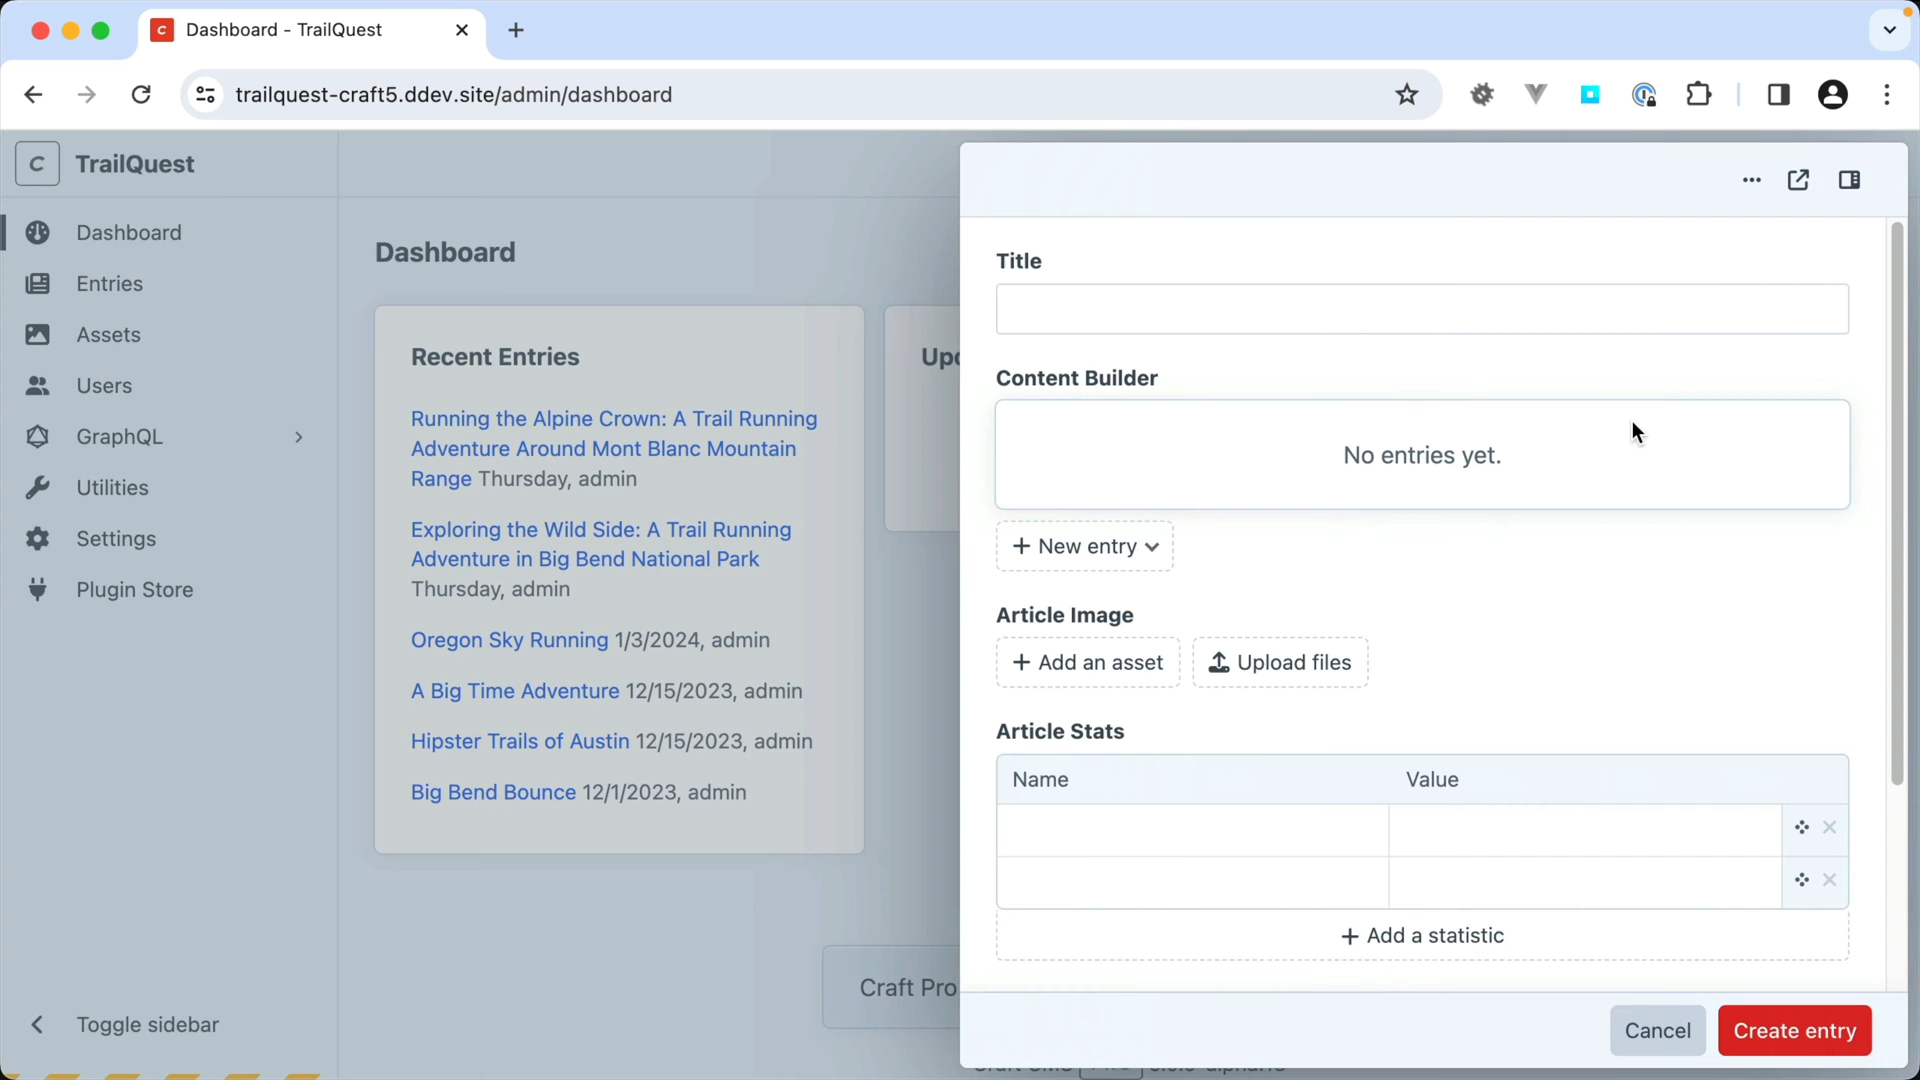 Dashboard - TrailQuest
trailquest-craft5.ddev.site/admin/dashboard
C TrailQuest
Dashboard
Entries
Assets
Users
GraphQL
Utilities
Settings
Plugin Store
Toggle sidebar
Dashboard
Recent Entries
Running the Alpine Crown: A Trail Running
Adventure Around Mont Blanc Mountain
Range Thursday, admin
Exploring the Wild Side: A Trail Running
Adventure in Big Bend National Park
Thursday, admin
Oregon Sky Running 1/3/2024, admin
A Big Time Adventure 12/15/2023, admin
Hipster Trails of Austin 12/15/2023, admin
Big Bend Bounce 12/1/2023, admin
Craft Pro
Title
Content Builder
No entries yet.
New entry
Article Image
Add an asset Upload files
Article Stats
Name Value
Add a statistic
Cancel Create entry